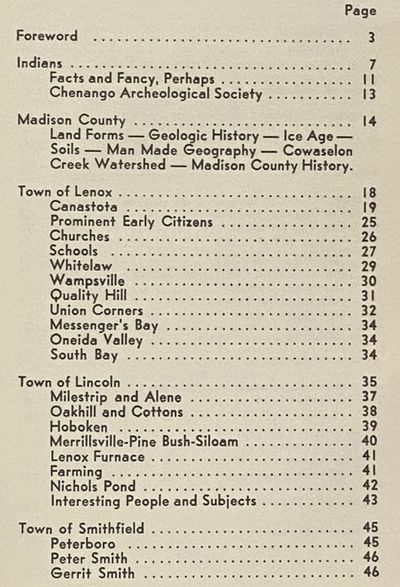 Page
Foreword .............................. 3
Indians .............................. 7
Facts and Fancy, Perhaps .............................. 11
Chenango Archeological Society .............................. 13
Madison County .............................. 14
Land Forms — Geologic History — Ice Age —
Soils — Man Made Geography — Cowaselon
Creek Watershed — Madison County History.
Town of Lenox .............................. 18
Canastota .............................. 19
Prominent Early Citizens .............................. 25
Churches .............................. 26
Schools .............................. 27
Whitelaw .............................. 29
Wampsville .............................. 30
Quality Hill .............................. 31
Union Corners .............................. 32
Messenger's Bay .............................. 34
Oneida Valley .............................. 34
South Bay .............................. 34
Town of Lincoln .............................. 35
Milestrip and Alene .............................. 37
Oakhill and Cottons .............................. 38
Hoboken .............................. 39
Merrillsville-Pine Bush-Siloam .............................. 40
Lenox Furnace .............................. 41
Farming .............................. 41
Nichols Pond .............................. 42
Interesting People and Subjects .............................. 43
Town of Smithfield .............................. 45
Peterboro .............................. 45
Peter Smith .............................. 46
Gerrit Smith .............................. 46